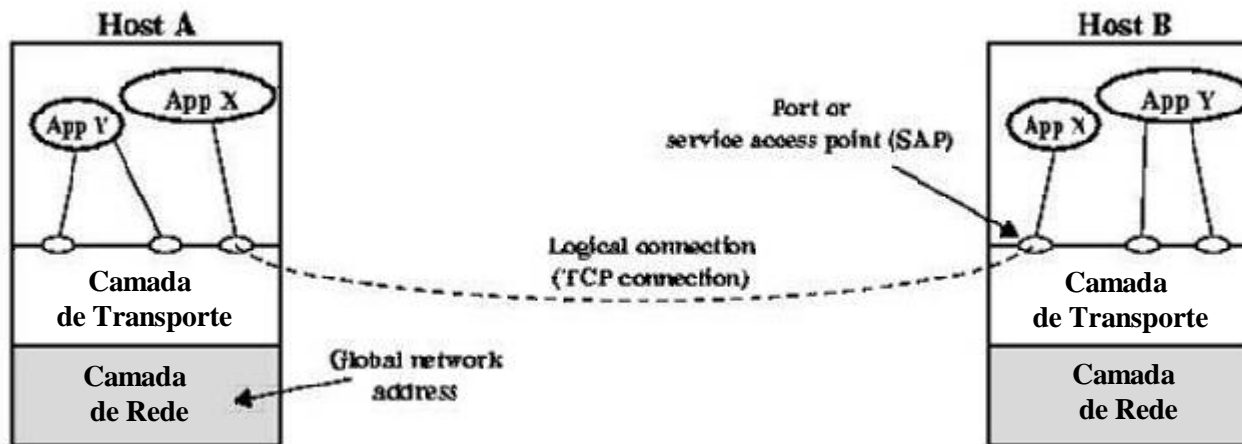 Host A
App X
App Y
Camada
de Transporte
Camada
de Rede
Port or
service access point (SAP)
Logical connection
(TCP connection)
Global network
address
Host B
App Y
App X
Camada
de Transporte
Camada
de Rede